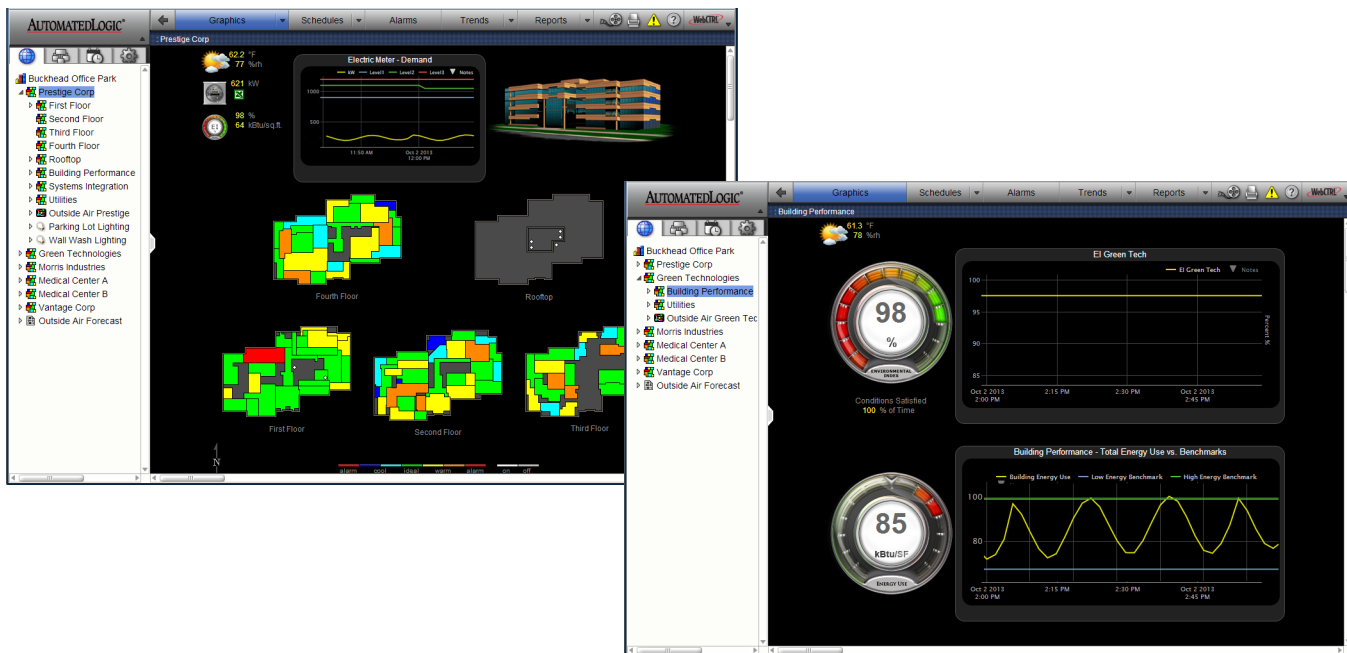 AUTOMATEDLOGIC®
Graphics
Schedules
Alarms
Trends
Reports
WebCTRL®
: Prestige Corp
Buckhead Office Park
Prestige Corp
First Floor
Second Floor
Third Floor
Fourth Floor
Rooftop
Building Performance
Systems Integration
Utilities
Outside Air Prestige
Parking Lot Lighting
Wall Wash Lighting
Green Technologies
Morris Industries
Medical Center A
Medical Center B
Vantage Corp
Outside Air Forecast
62.2 °F
77 %rh
621 kW
98 %
64 kBtu/sq.ft.
EI
Electric Meter - Demand
kW Level1 Level2 Level3 Notes
1000
500
11:50 AM Oct 2 2013
12:00 PM
Fourth Floor
Rooftop
First Floor
Second Floor
Third Floor
N
alarm cool ideal warm alarm on off
AUTOMATEDLOGIC®
Graphics
Schedules
Alarms
Trends
Reports
WebCTRL®
: Building Performance
Buckhead Office Park
Prestige Corp
Green Technologies
Building Performance
Utilities
Outside Air Green Tec
Morris Industries
Medical Center A
Medical Center B
Vantage Corp
Outside Air Forecast
61.3 °F
78 %rh
98
%
ENVIRONMENTAL
INDEX
Conditions Satisfied
100 % of Time
EI Green Tech
EI Green Tech Notes
100
95
90
85
Percent %
Oct 2 2013 2:15 PM 2:30 PM Oct 2 2013
2:00 PM 2:45 PM
85
kBtu/SF
ENERGY USE
Building Performance - Total Energy Use vs. Benchmarks
Building Energy Use Low Energy Benchmark High Energy Benchmark
100
80
Oct 2 2013 2:15 PM 2:30 PM Oct 2 2013
2:00 PM 2:45 PM